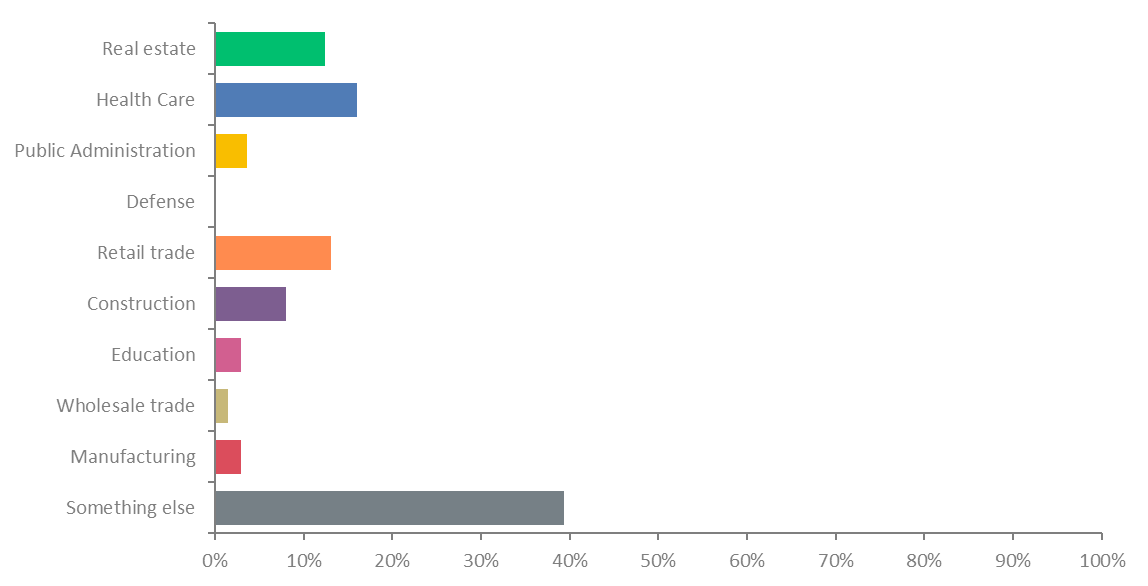 Real estate
Health Care
Public Administration
Defense
Retail trade
Construction
Education
Wholesale trade
Manufacturing
Something else
0% 10% 20% 30% 40% 50% 60% 70% 80% 90% 100%